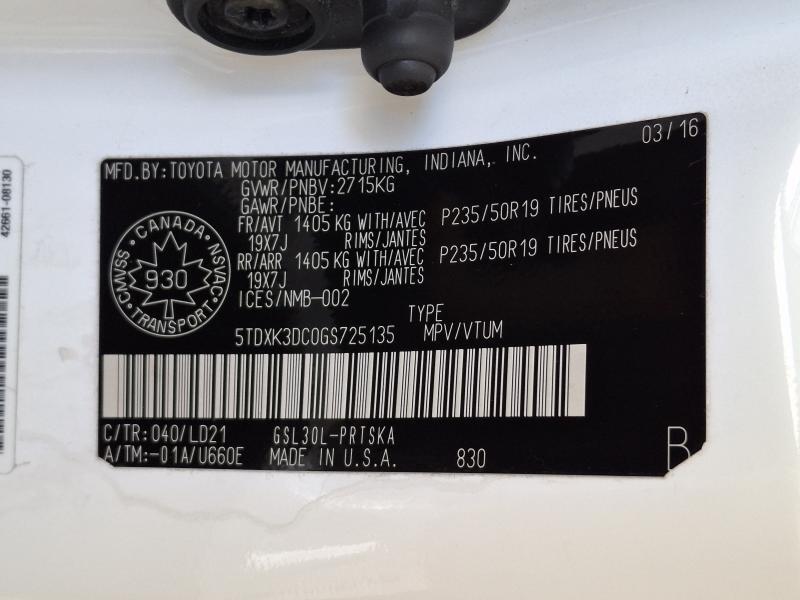 03/16
MFD. BY: TOYOTA MOTOR MANUFACTURING, INDIANA, INC.
GVWR/PNBV: 2715KG
GAWR/PNBE:
FR/AVT 1405 KG WITH/AVEC P235/50R19 TIRES/PNEUS
19X7J RIMS/JANTES
RR/ARR 1405 KG WITH/AVEC P235/50R19 TIRES/PNEUS
19X7J RIMS/JANTES
ICES/NMB-002
CANADA
CMVSS 930 NSVAC
TRANSPORT
TYPE
5TDXK3DC0GS725135 MPV/VTUM
C/TR: 040/LD21 GSL30L-PRTSKA
A/TM: -01A/U660E MADE IN U.S.A. 830
B
42661-08130